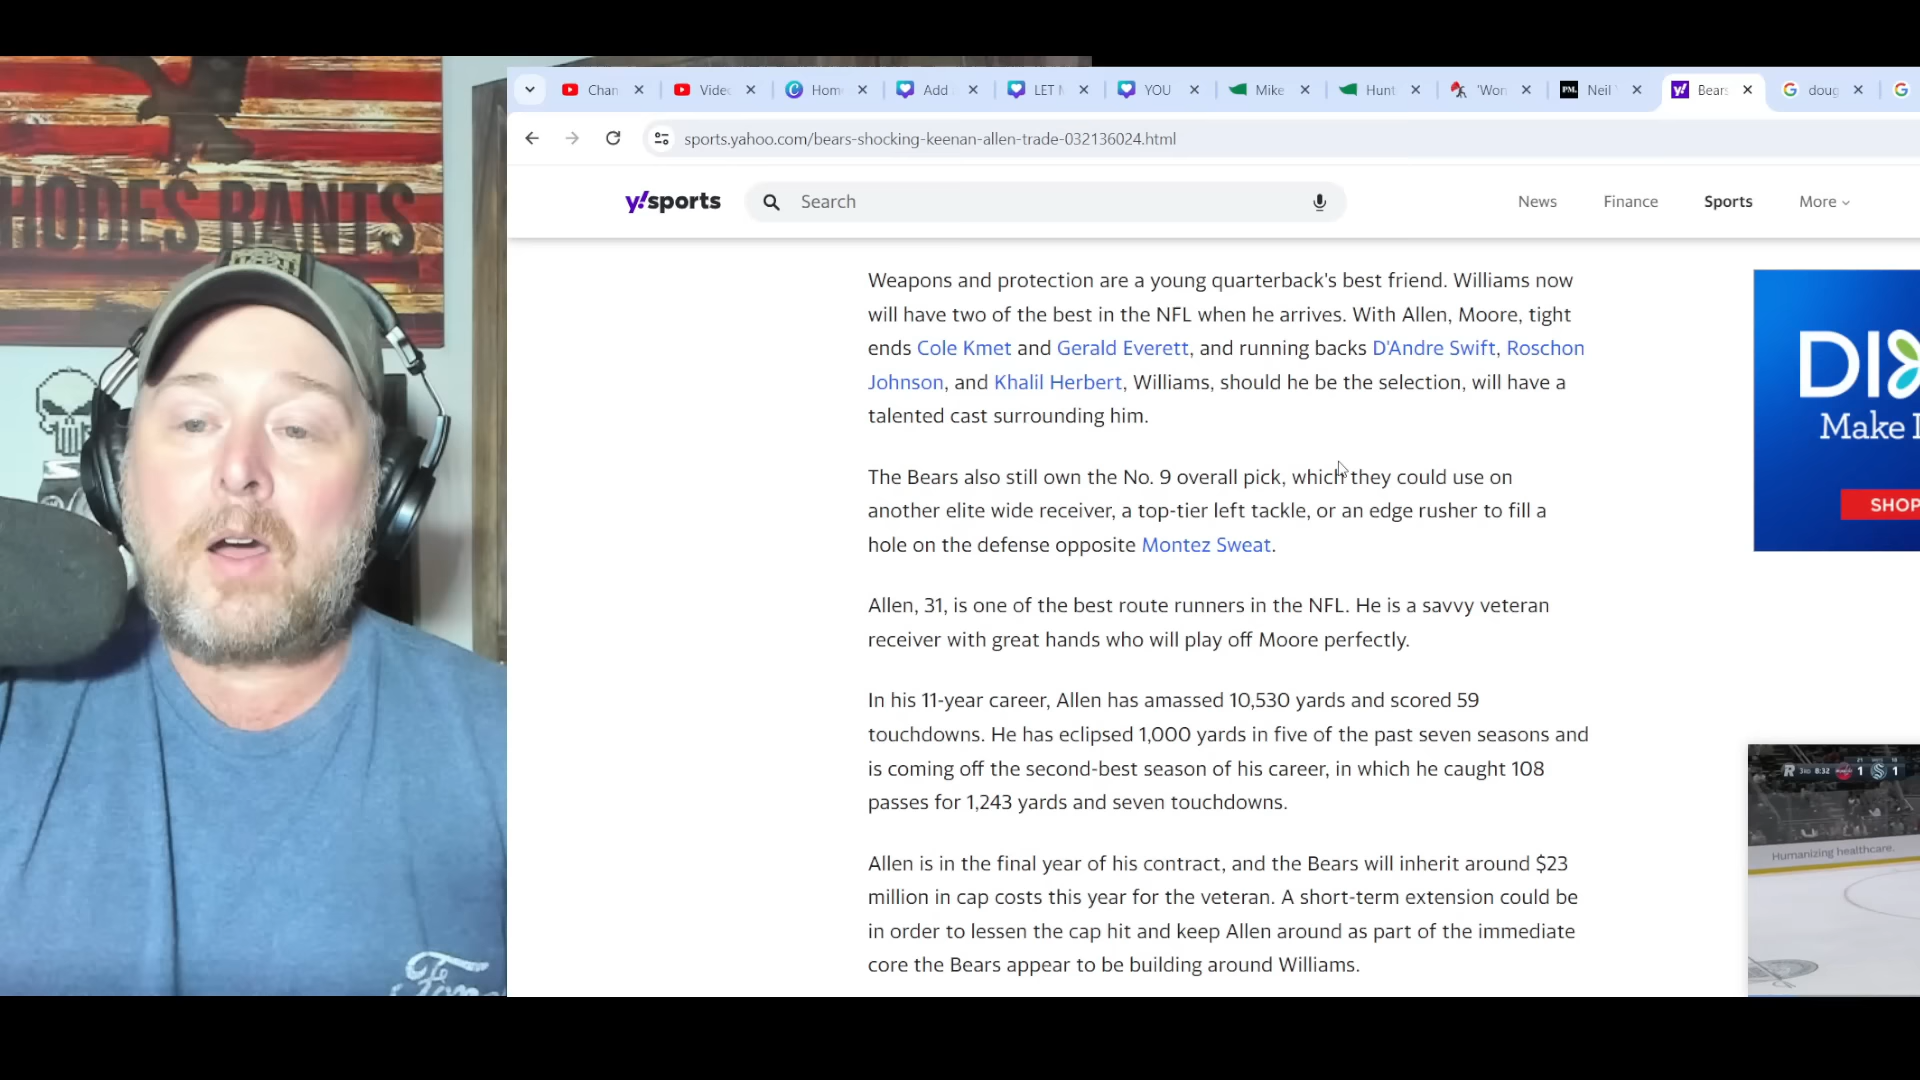 HODES RANTS
Chan
Vide
Hom
Add
LET
YOU
Mike
Hunt
'Won
PM.
Neil
y!
Bears
doug
sports.yahoo.com/bears-shocking-keenan-allen-trade-032136024.html
y!sports
Search
News
Finance
Sports
More
Weapons and protection are a young quarterback's best friend. Williams now
will have two of the best in the NFL when he arrives. With Allen, Moore, tight
ends Cole Kmet and Gerald Everett, and running backs D'Andre Swift, Roschon
Johnson, and Khalil Herbert, Williams, should he be the selection, will have a
talented cast surrounding him.
The Bears also still own the No. 9 overall pick, which they could use on
another elite wide receiver, a top-tier left tackle, or an edge rusher to fill a
hole on the defense opposite Montez Sweat.
Allen, 31, is one of the best route runners in the NFL. He is a savvy veteran
receiver with great hands who will play off Moore perfectly.
In his 11-year career, Allen has amassed 10,530 yards and scored 59
touchdowns. He has eclipsed 1,000 yards in five of the past seven seasons and
is coming off the second-best season of his career, in which he caught 108
passes for 1,243 yards and seven touchdowns.
Allen is in the final year of his contract, and the Bears will inherit around $23
million in cap costs this year for the veteran. A short-term extension could be
in order to lessen the cap hit and keep Allen around as part of the immediate
core the Bears appear to be building around Williams.
DI
Make
SHOP
R 3RD 8:32 1 1
Humanizing healthcare.